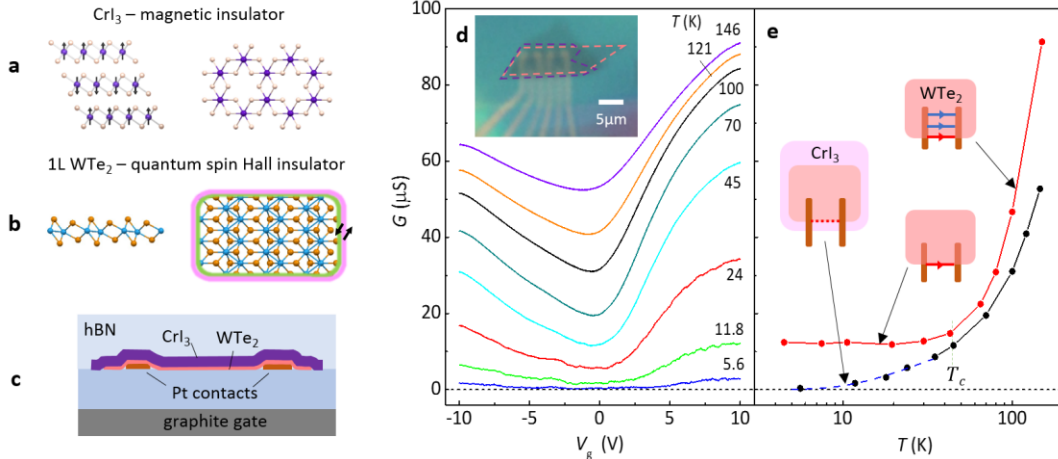 CrI₃ – magnetic insulator
a
1L WTe₂ – quantum spin Hall insulator
b
hBN
CrI₃
WTe₂
c
Pt contacts
graphite gate
d
T (K)
146
121
100
70
45
24
11.8
5.6
5μm
100
80
60
40
20
0
G (μS)
-10
-5
0
5
10
V_g (V)
e
WTe₂
CrI₃
T_c
10
100
T (K)